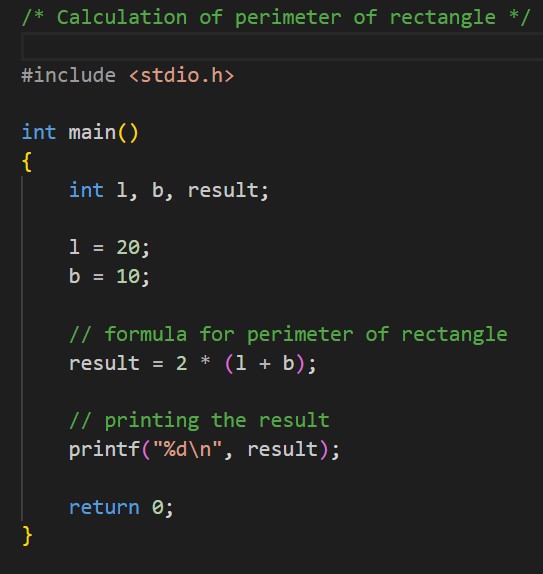 /* Calculation of perimeter of rectangle */
#include <stdio.h>
int main()
{
int l, b, result;
l = 20;
b = 10;
// formula for perimeter of rectangle
result = 2 * (l + b);
// printing the result
printf("%d\n", result);
return 0;
}